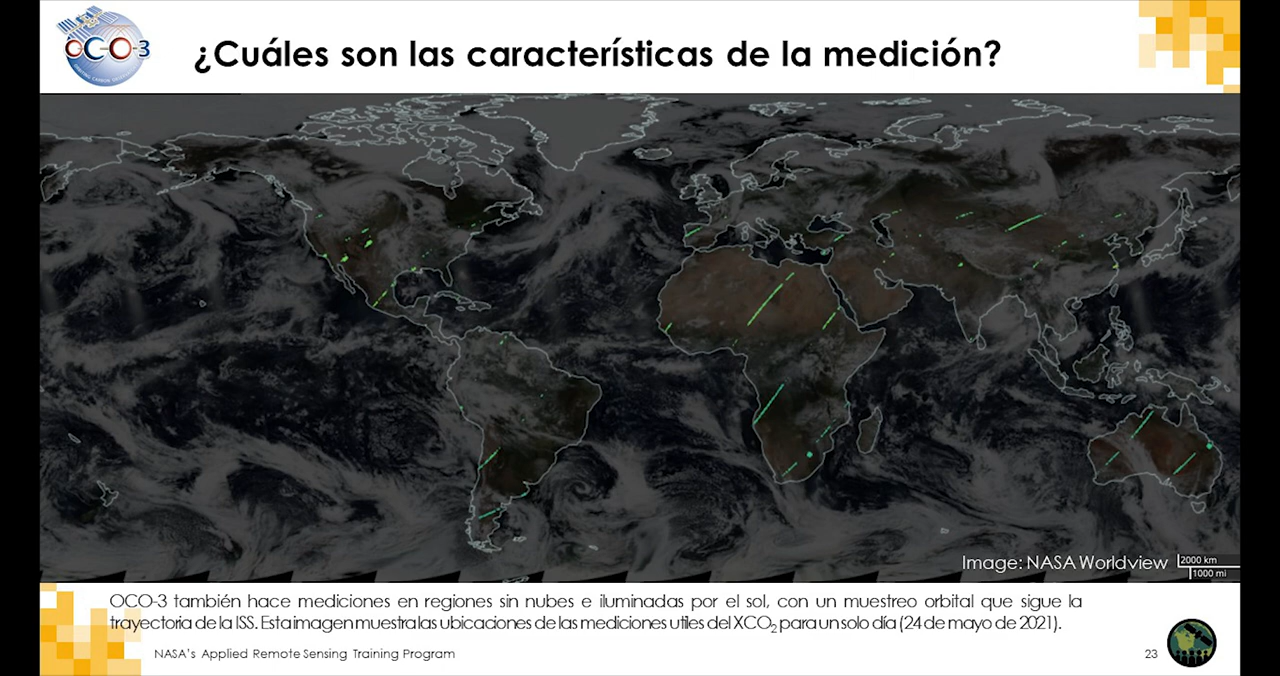 OCO-3
¿Cuáles son las características de la medición?
Image: NASA Worldview
2000 km
1000 mi
OCO-3 también hace mediciones en regiones sin nubes e iluminadas por el sol, con un muestreo orbital que sigue la
trayectoria de la ISS. Esta imagen muestra las ubicaciones de las mediciones utiles del XCO₂ para un solo día (24 de mayo de 2021).
NASA's Applied Remote Sensing Training Program
23